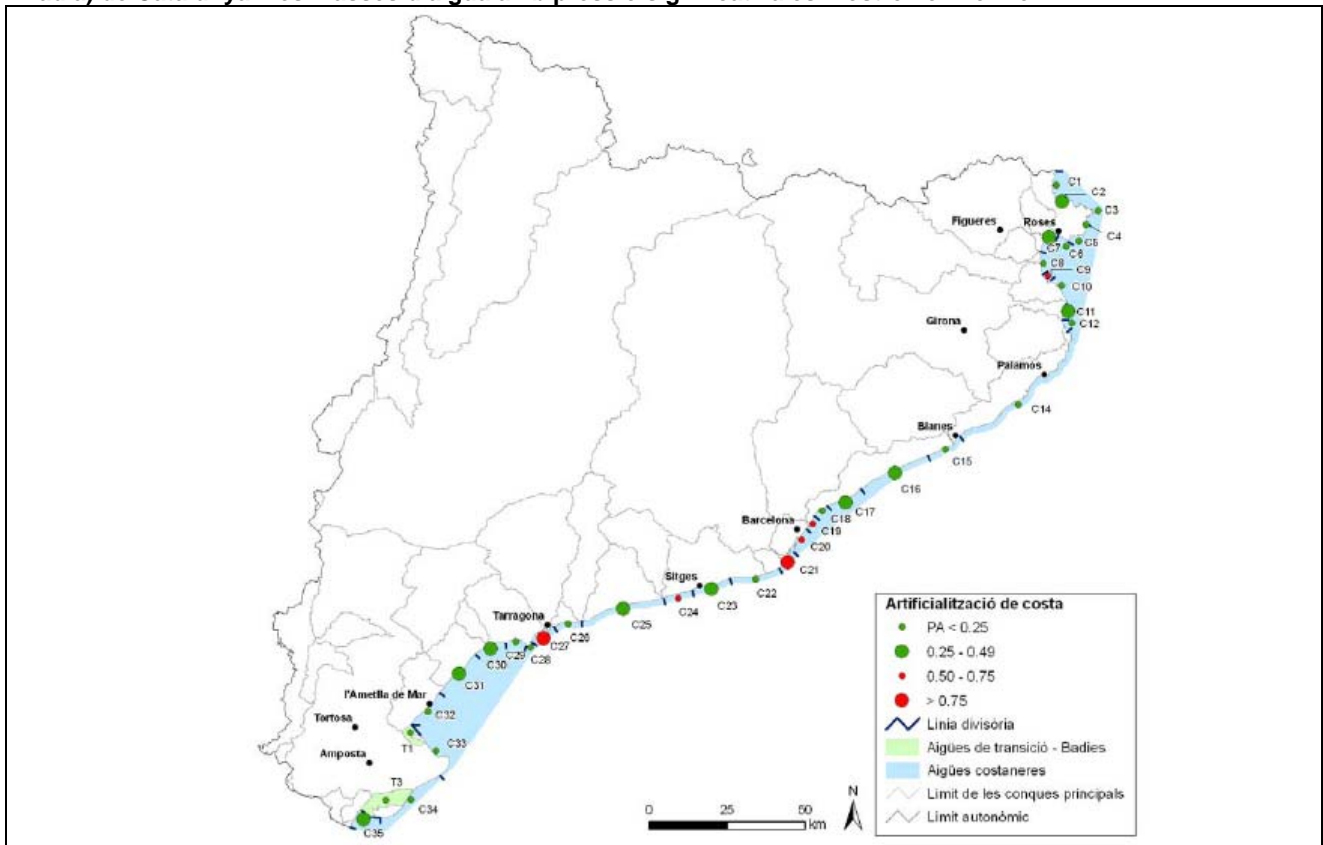 C1
C2
C3
Figueres
Roses
C4
C7
C5
C6
C8
C9
C10
C11
C12
Girona
Palamós
C14
Blanes
C15
C16
C17
C18
Barcelona
C19
C20
C21
Sitges
C22
C23
C24
C25
Tarragona
C26
C27
C28
C29
C30
C31
l'Ametlla de Mar
C32
Tortosa
T1
C33
Amposta
T3
C34
C35
Artificialització de costa
PA < 0.25
0.25 - 0.49
0.50 - 0.75
> 0.75
Línia divisòria
Aigües de transició - Badies
Aigües costaneres
Límit de les conques principals
Límit autonòmic
0 25 50
km
N